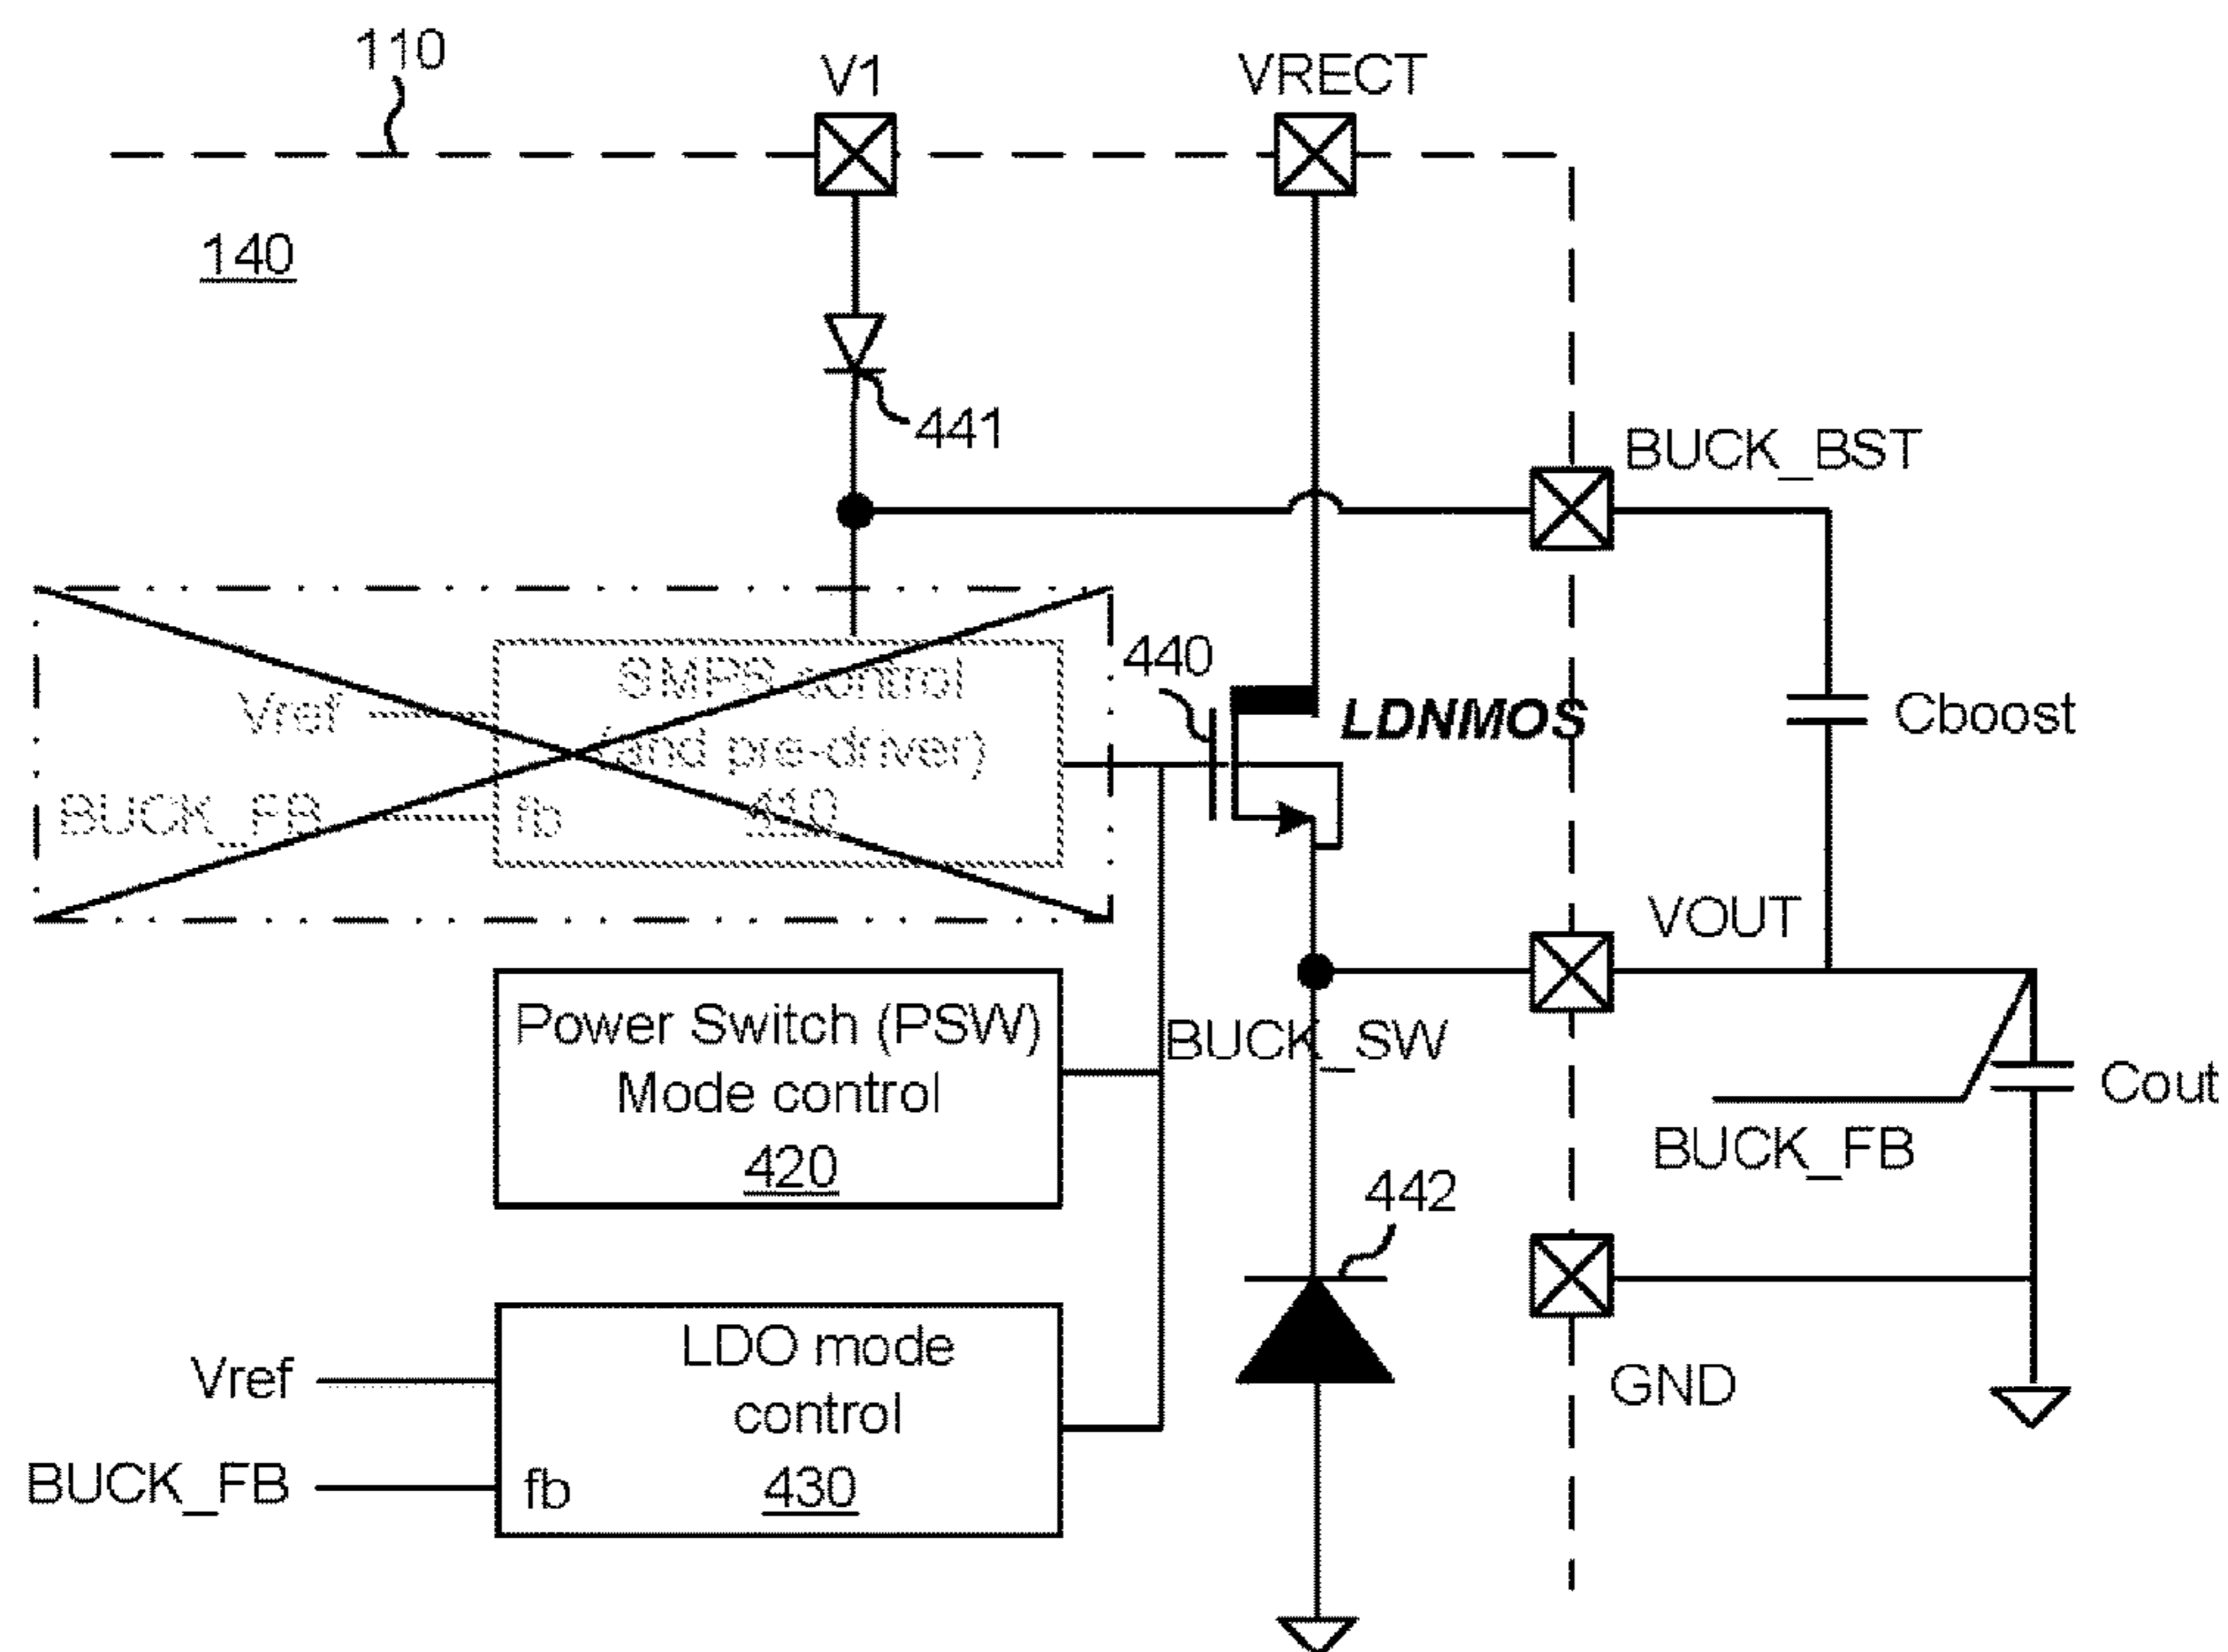 110
V1
VRECT
140
441
BUCK_BST
SMPS control
440
Vref
(and pre-driver)
LDNMOS
Cboost
BUCK_FB
fb
410
VOUT
Power Switch (PSW)
BUCK_SW
Mode control
Cout
420
BUCK_FB
442
LDO mode
Vref
control
GND
BUCK_FB
fb
430